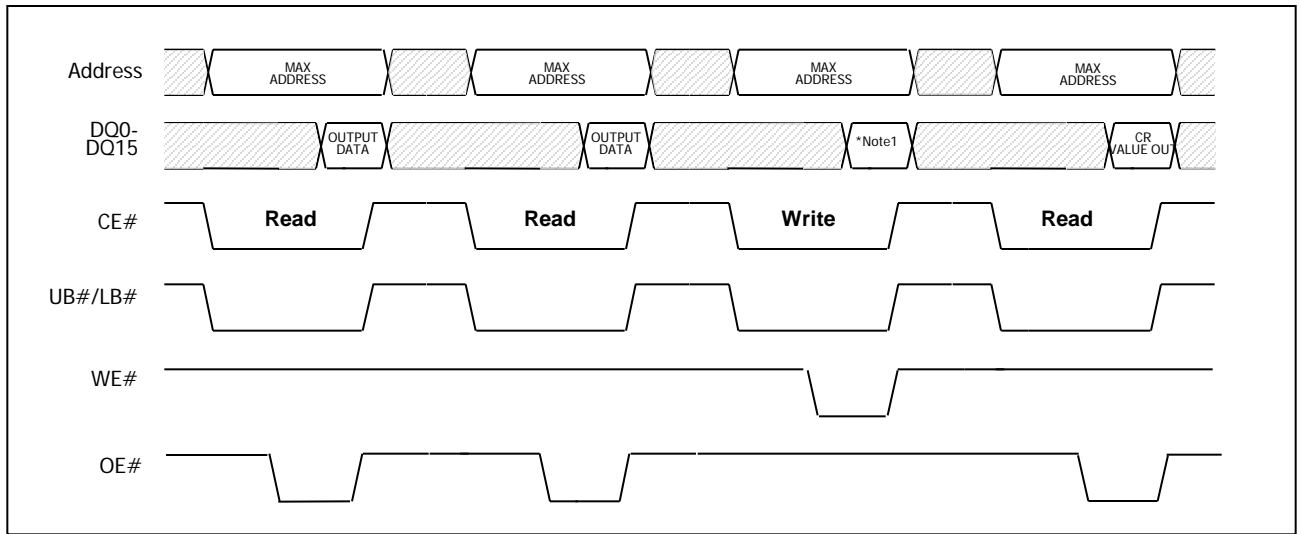 Address
MAX
ADDRESS
MAX
ADDRESS
MAX
ADDRESS
MAX
ADDRESS
DQ0-
DQ15
OUTPUT
DATA
OUTPUT
DATA
*Note1
CR
VALUE OUT
CE#
Read
Read
Write
Read
UB#/LB#
WE#
OE#